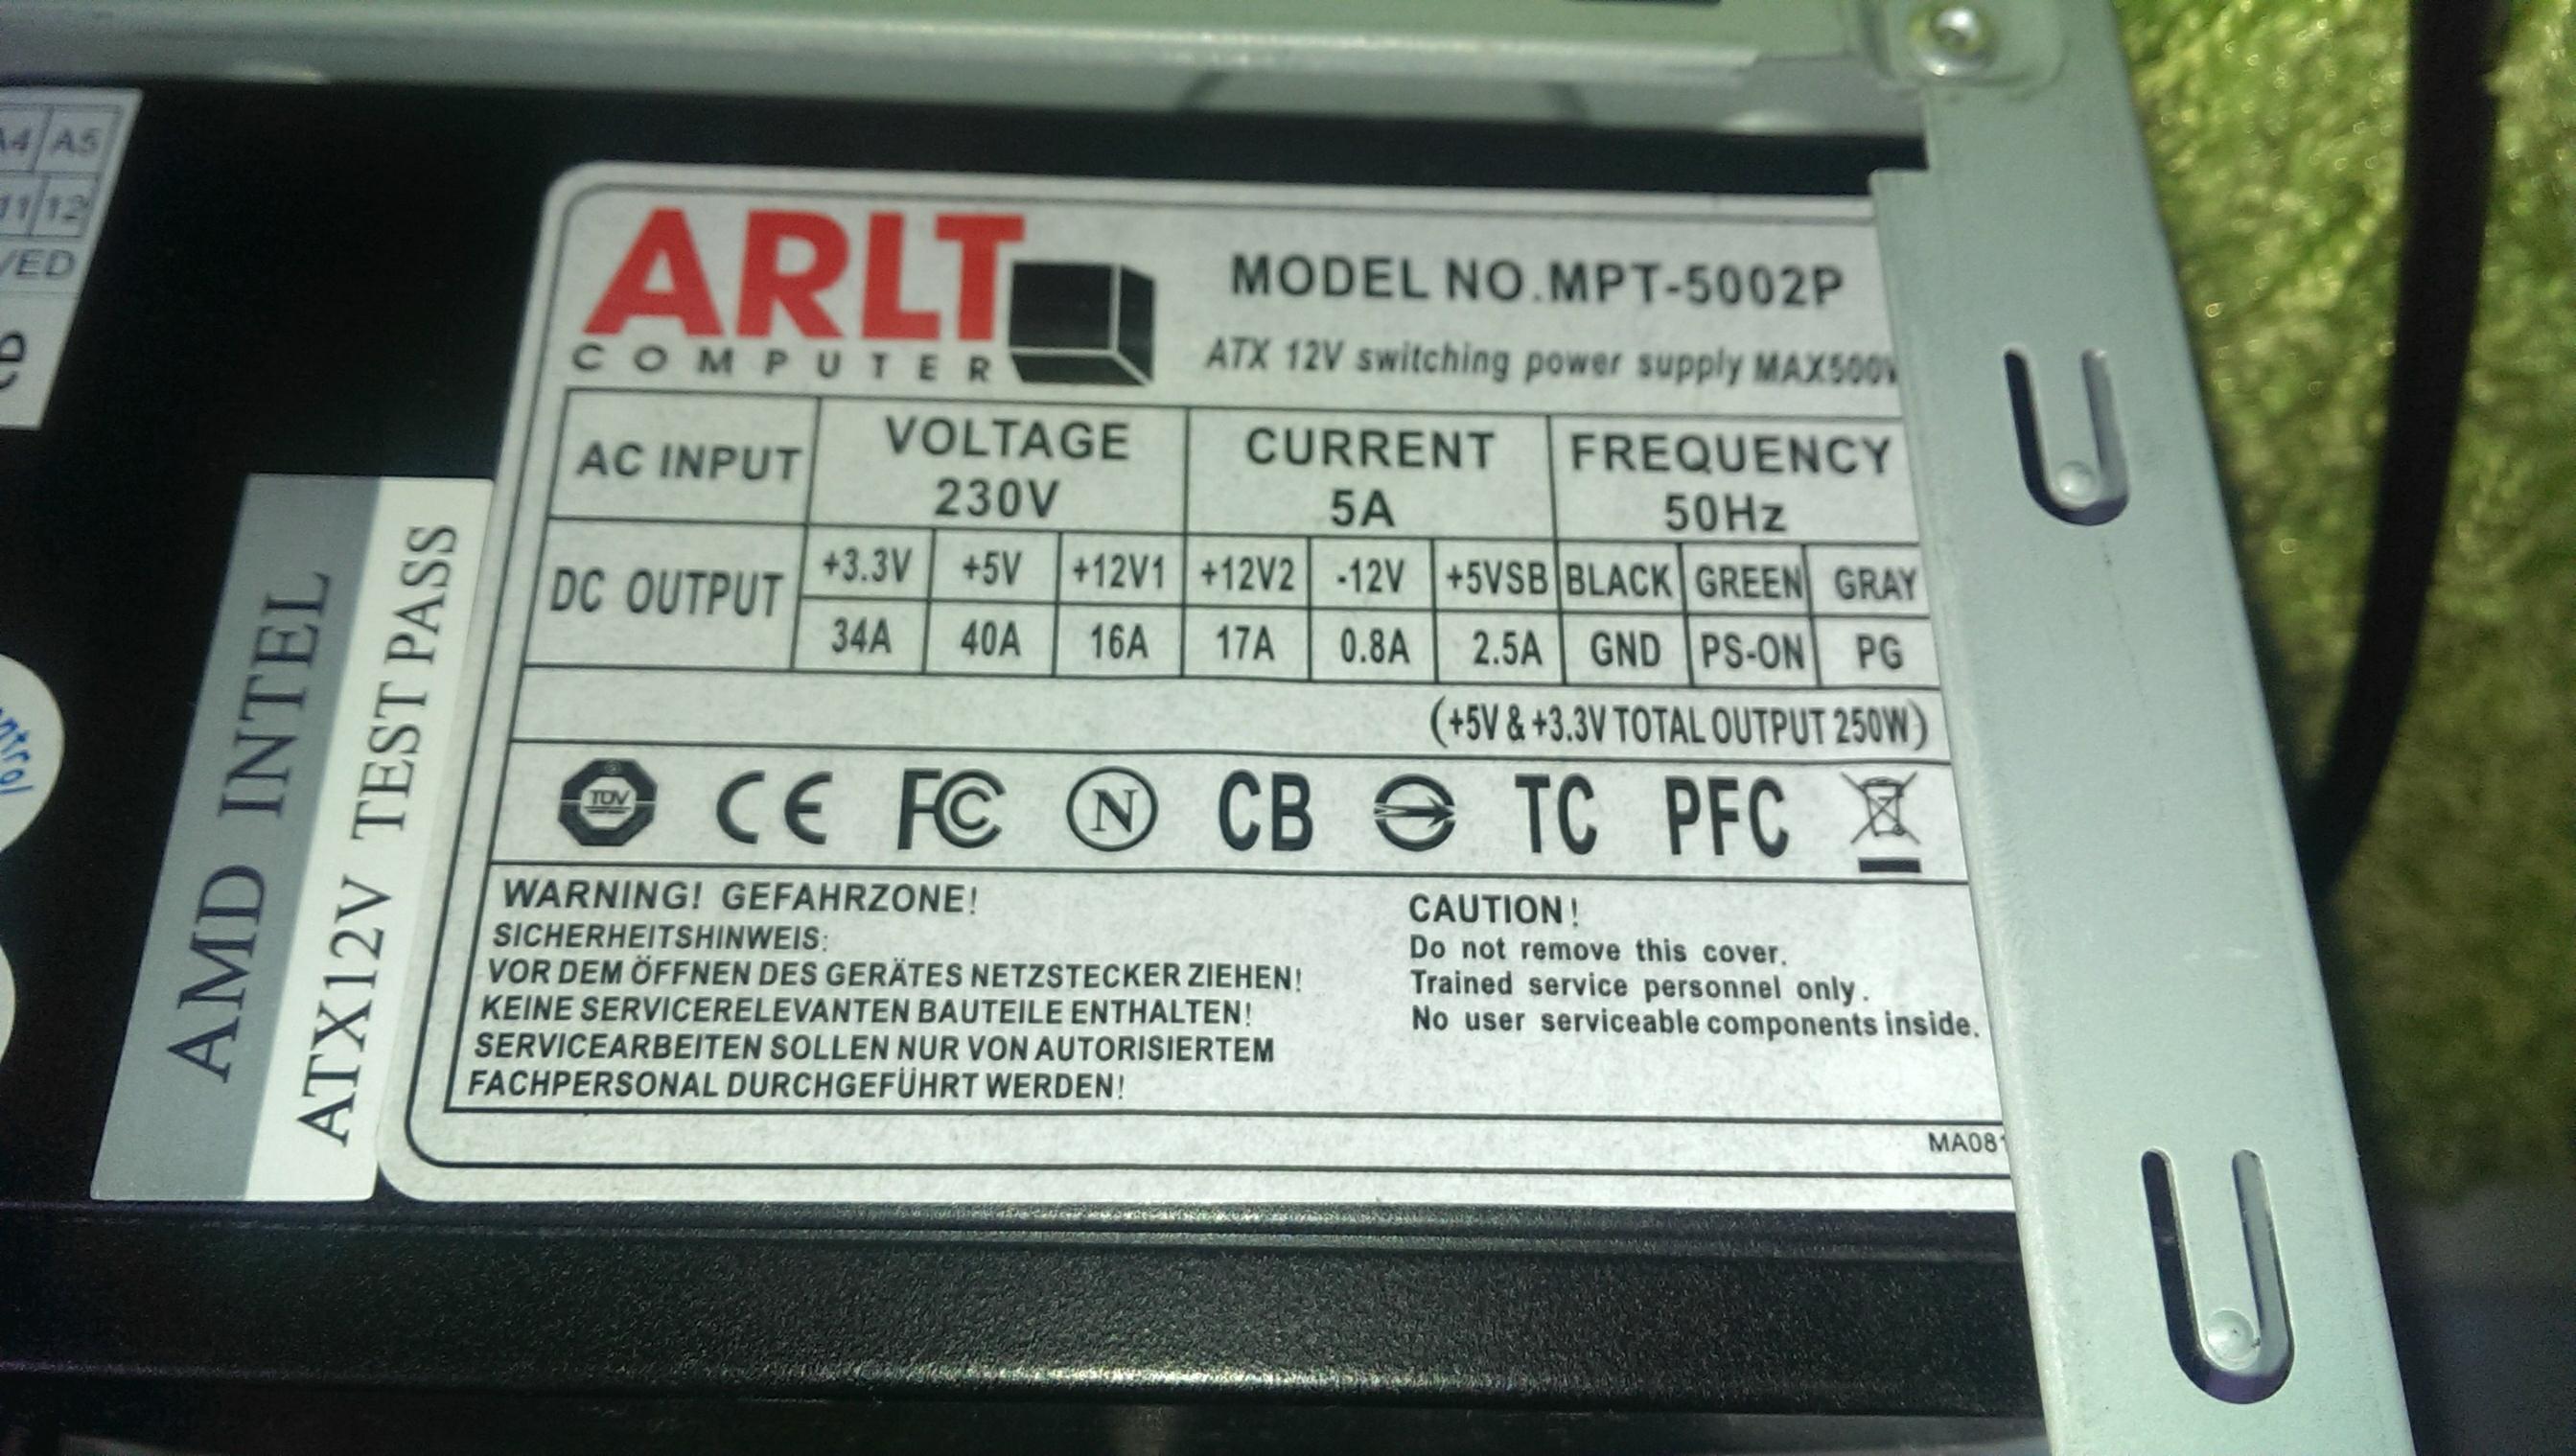 A4 A5
11 12
VED
e
ntrol
AMD INTEL
ATX12V TEST PASS
ARLT
COMPUTER
MODEL NO.MPT-5002P
ATX 12V switching power supply MAX500W
AC INPUT VOLTAGE CURRENT FREQUENCY
230V 5A 50Hz
DC OUTPUT +3.3V +5V +12V1 +12V2 -12V +5VSB BLACK GREEN GRAY
34A 40A 16A 17A 0.8A 2.5A GND PS-ON PG
(+5V & +3.3V TOTAL OUTPUT 250W)
TÜV CE FC N CB TC PFC
WARNING! GEFAHRZONE!
SICHERHEITSHINWEIS:
VOR DEM ÖFFNEN DES GERÄTES NETZSTECKER ZIEHEN!
KEINE SERVICERELEVANTEN BAUTEILE ENTHALTEN!
SERVICEARBEITEN SOLLEN NUR VON AUTORISIERTEM
FACHPERSONAL DURCHGEFÜHRT WERDEN!
CAUTION!
Do not remove this cover.
Trained service personnel only.
No user serviceable components inside.
MA081